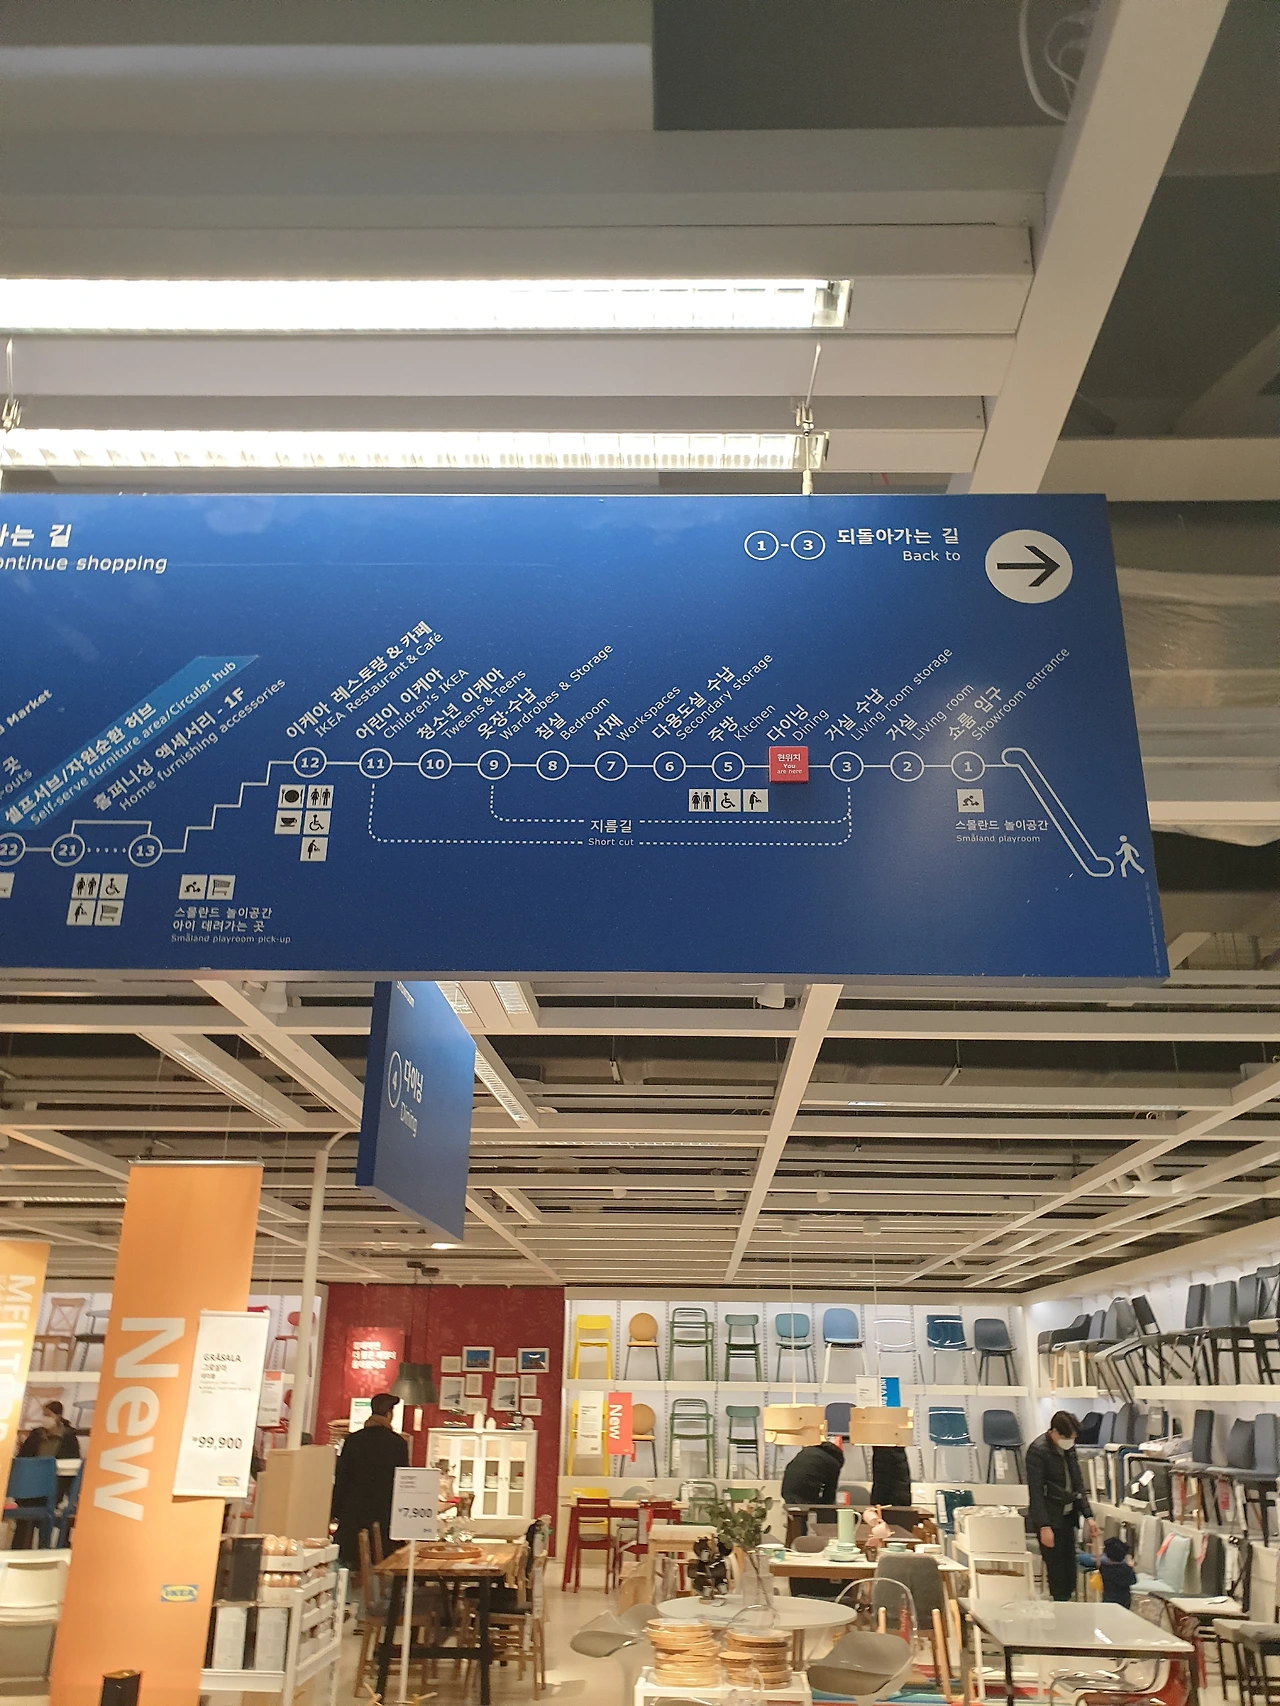 는 길
ontinue shopping
1-3 되돌아가는 길
Back to
Market
곳
-outs
셀프서브/자원순환 허브
Self-serve furniture area/Circular hub
홈퍼니싱 액세서리 - 1F
Home furnishing accessories
이케아 레스토랑 & 카페
IKEA Restaurant & Café
어린이 이케아
Children's IKEA
청소년 이케아
Tweens & Teens
옷장·수납
Wardrobes & Storage
침실
Bedroom
서재
Workspaces
다용도실 수납
Secondary storage
주방
Kitchen
다이닝
Dining
거실 수납
Living room storage
거실
Living room
쇼룸 입구
Showroom entrance
22 21 13 12 11 10 9 8 7 6 5
현위치
You
are here
3 2 1
지름길
Short cut
스몰란드 놀이공간
Småland playroom
스몰란드 놀이공간
아이 데려가는 곳
Småland playroom pick-up
4 다이닝
Dining
New
GRÅSALA
₩99,900
IKEA
₩7,900
New